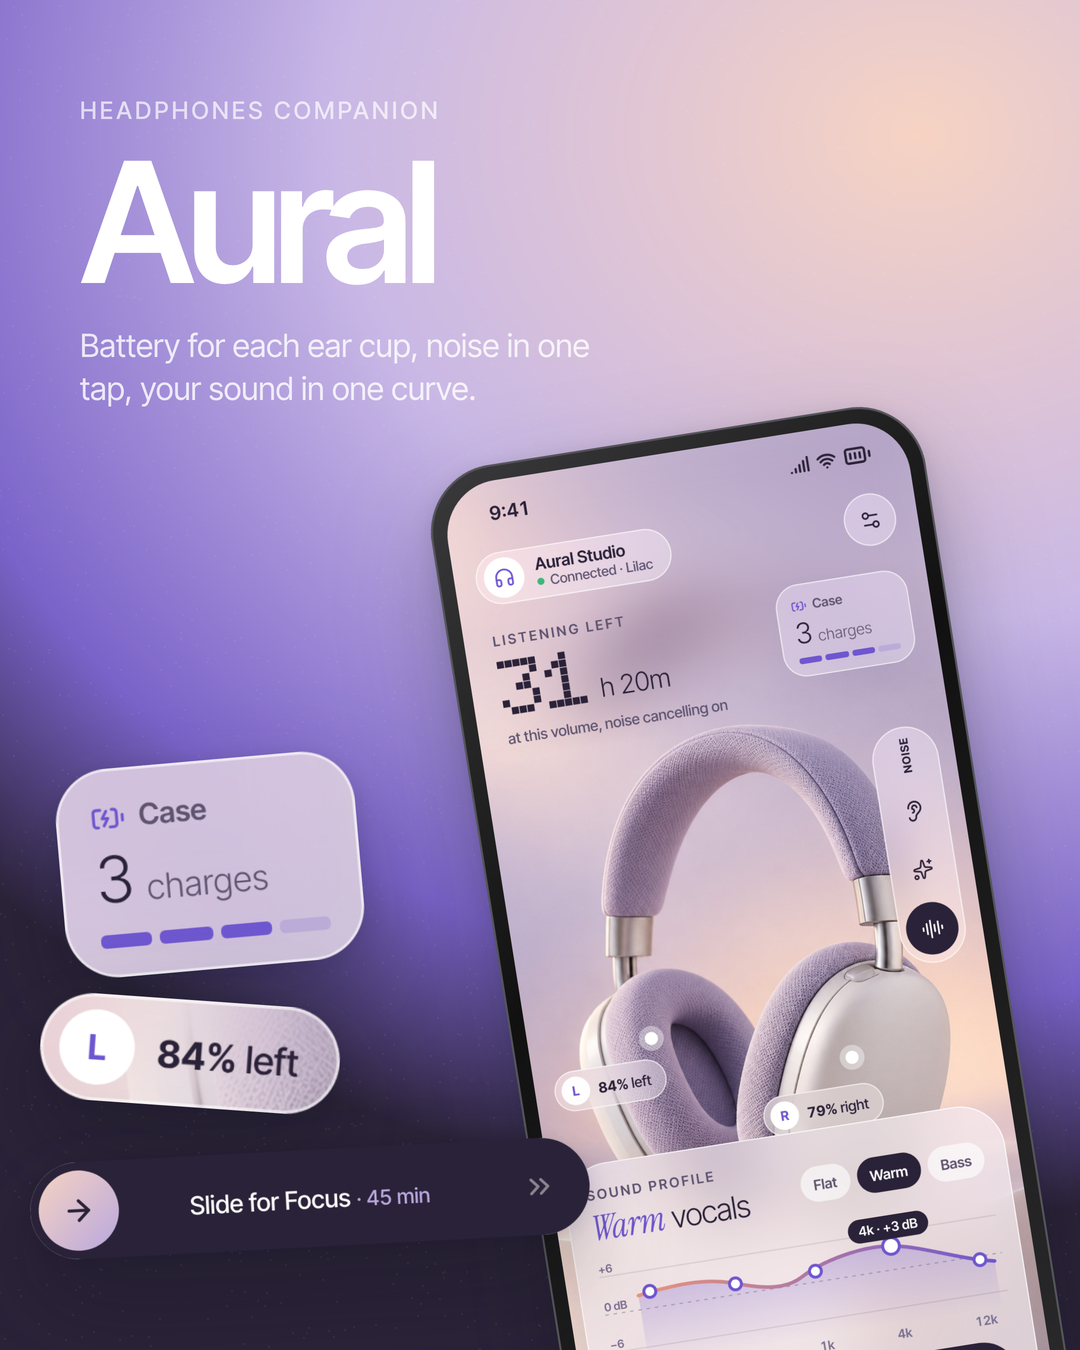 HEADPHONES COMPANION
Aural
Battery for each ear cup, noise in one
tap, your sound in one curve.
9:41
Aural Studio
Connected · Lilac
LISTENING LEFT
31 h 20m
at this volume, noise cancelling on
Case
3 charges
NOISE
L 84% left
R 79% right
SOUND PROFILE
Warm vocals
Flat Warm Bass
4k · +3 dB
+6
0 dB
−6
1k 4k 12k
Case
3 charges
L 84% left
Slide for Focus · 45 min